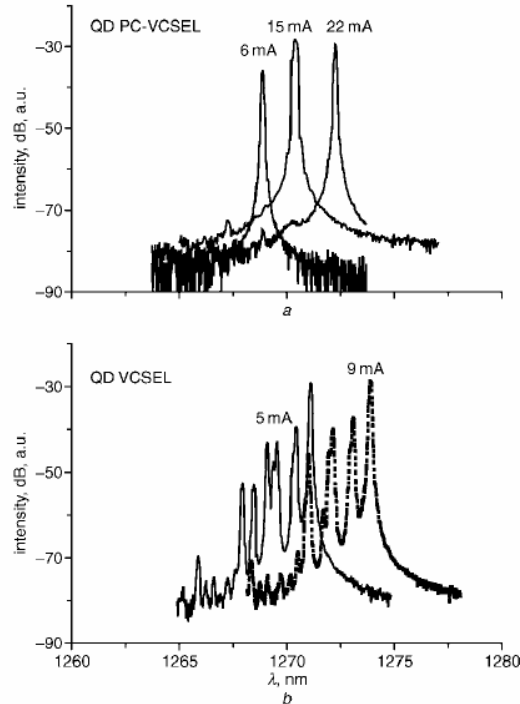 QD PC-VCSEL
6 mA
15 mA
22 mA
intensity, dB, a.u.
−30
−50
−70
−90
a
QD VCSEL
5 mA
9 mA
intensity, dB, a.u.
−30
−50
−70
−90
1260
1265
1270
1275
1280
λ, nm
b